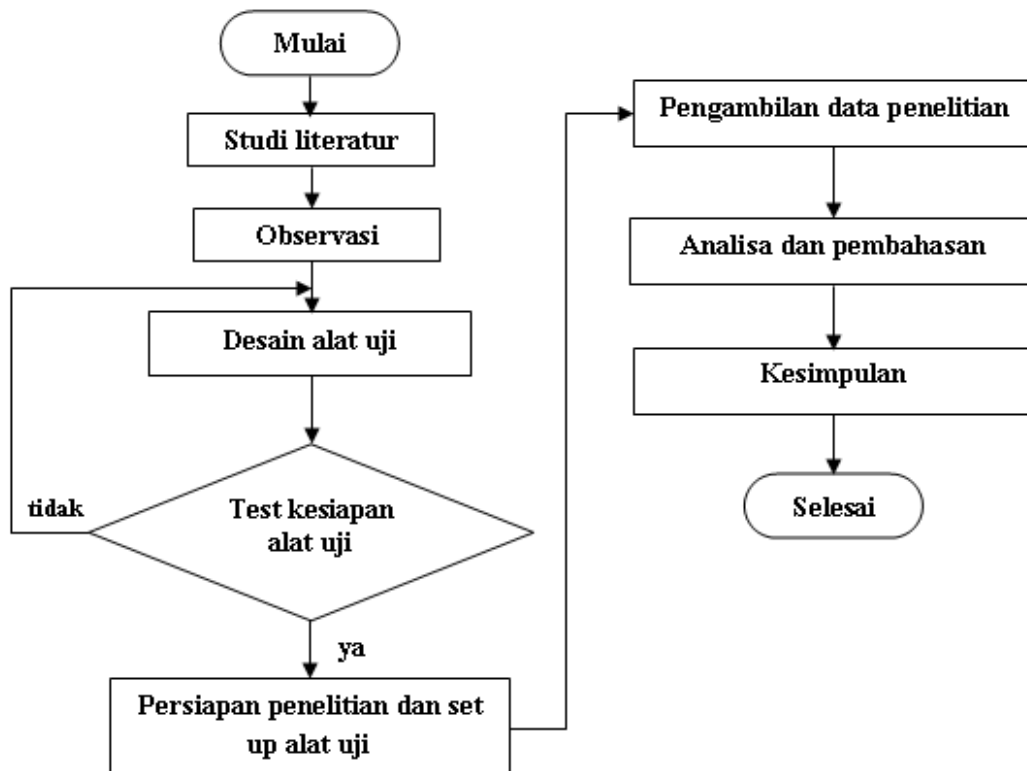 Mulai
Studi literatur
Observasi
Desain alat uji
Test kesiapan
alat uji
tidak
ya
Persiapan penelitian dan set
up alat uji
Pengambilan data penelitian
Analisa dan pembahasan
Kesimpulan
Selesai